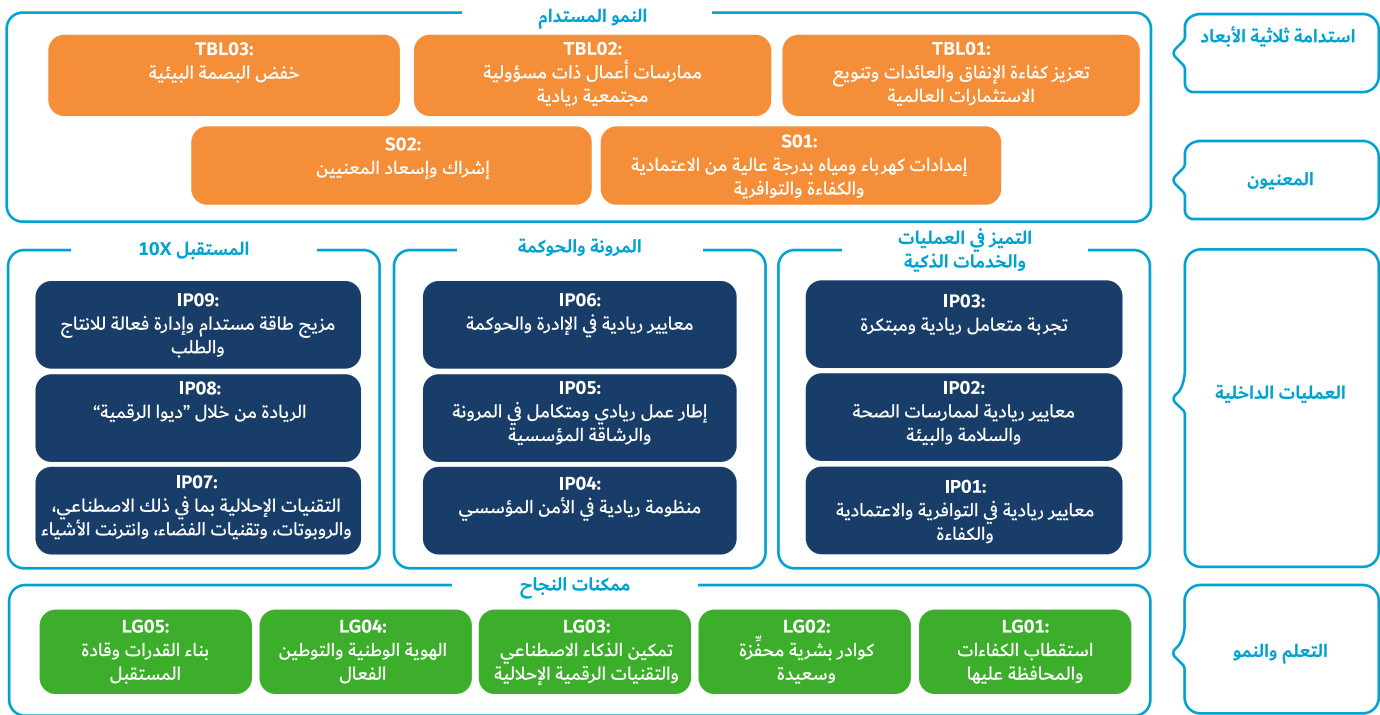 استدامة ثلاثية الأبعاد
النمو المستدام
TBL01:
تعزيز كفاءة الإنفاق والعائدات وتنويع
الاستثمارات العالمية
TBL02:
ممارسات أعمال ذات مسؤولية
مجتمعية ريادية
TBL03:
خفض البصمة البيئية
المعنيون
S01:
إمدادات كهرباء ومياه بدرجة عالية من الاعتمادية
والكفاءة والتوافرية
S02:
إشراك وإسعاد المعنيين
العمليات الداخلية
التميز في العمليات
والخدمات الذكية
IP03:
تجربة متعامل ريادية ومبتكرة
IP02:
معايير ريادية لممارسات الصحة
والسلامة والبيئة
IP01:
معايير ريادية في التوافرية والاعتمادية
والكفاءة
المرونة والحوكمة
IP06:
معايير ريادية في الإادرة والحوكمة
IP05:
إطار عمل ريادي ومتكامل في المرونة
والرشاقة المؤسسية
IP04:
منظومة ريادية في الأمن المؤسسي
المستقبل 10X
IP09:
مزيج طاقة مستدام وإدارة فعالة للانتاج
والطلب
IP08:
الريادة من خلال ”ديوا الرقمية“
IP07:
التقنيات الإحلالية بما في ذلك الاصطناعي،
والروبوتات، وتقنيات الفضاء، وانترنت الأشياء
التعلم والنمو
ممكنات النجاح
LG01:
استقطاب الكفاءات
والمحافظة عليها
LG02:
كوادر بشرية محفِّزة
وسعيدة
LG03:
تمكين الذكاء الاصطناعي
والتقنيات الرقمية الإحلالية
LG04:
الهوية الوطنية والتوطين
الفعال
LG05:
بناء القدرات وقادة
المستقبل